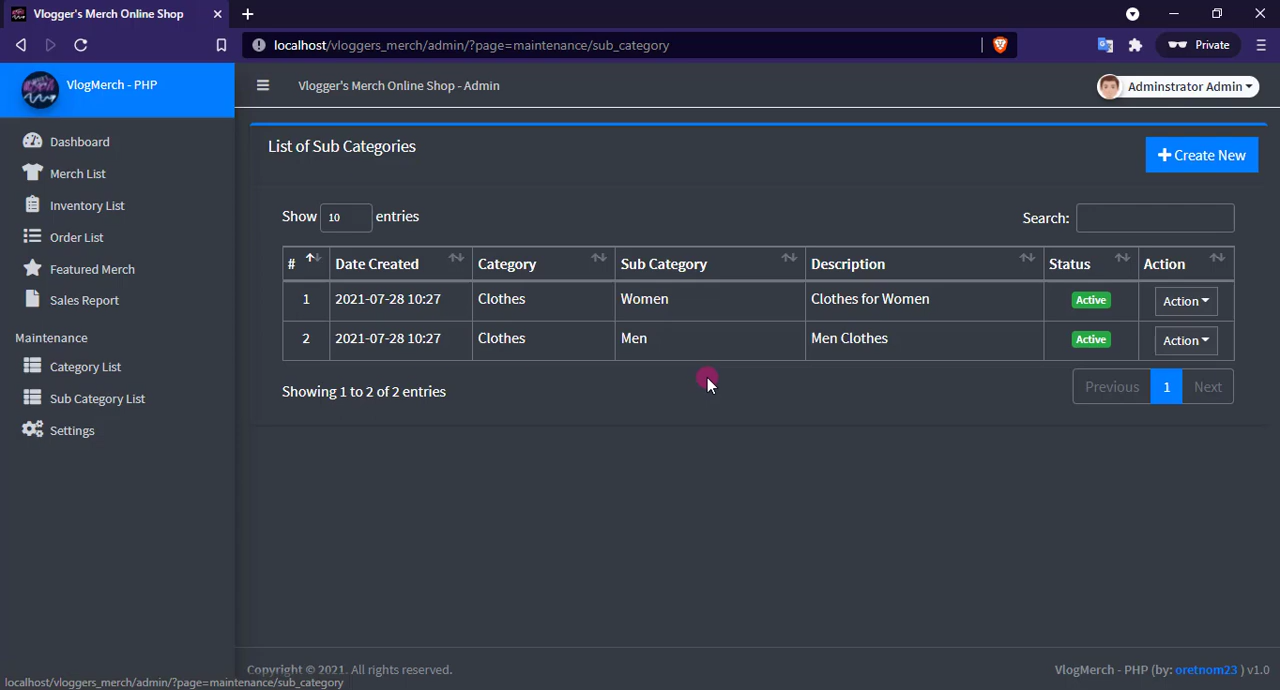 Vlogger's Merch Online Shop
localhost/vloggers_merch/admin/?page=maintenance/sub_category
Private
VlogMerch - PHP
Vlogger's Merch Online Shop - Admin
Adminstrator Admin
Dashboard
Merch List
Inventory List
Order List
Featured Merch
Sales Report
Maintenance
Category List
Sub Category List
Settings
List of Sub Categories
Create New
Show 10 entries
Search:
# Date Created Category Sub Category Description Status Action
1 2021-07-28 10:27 Clothes Women Clothes for Women Active Action
2 2021-07-28 10:27 Clothes Men Men Clothes Active Action
Showing 1 to 2 of 2 entries
Previous 1 Next
Copyright © 2021. All rights reserved.
VlogMerch - PHP (by: oretnom23 ) v1.0
localhost/vloggers_merch/admin/?page=maintenance/sub_category